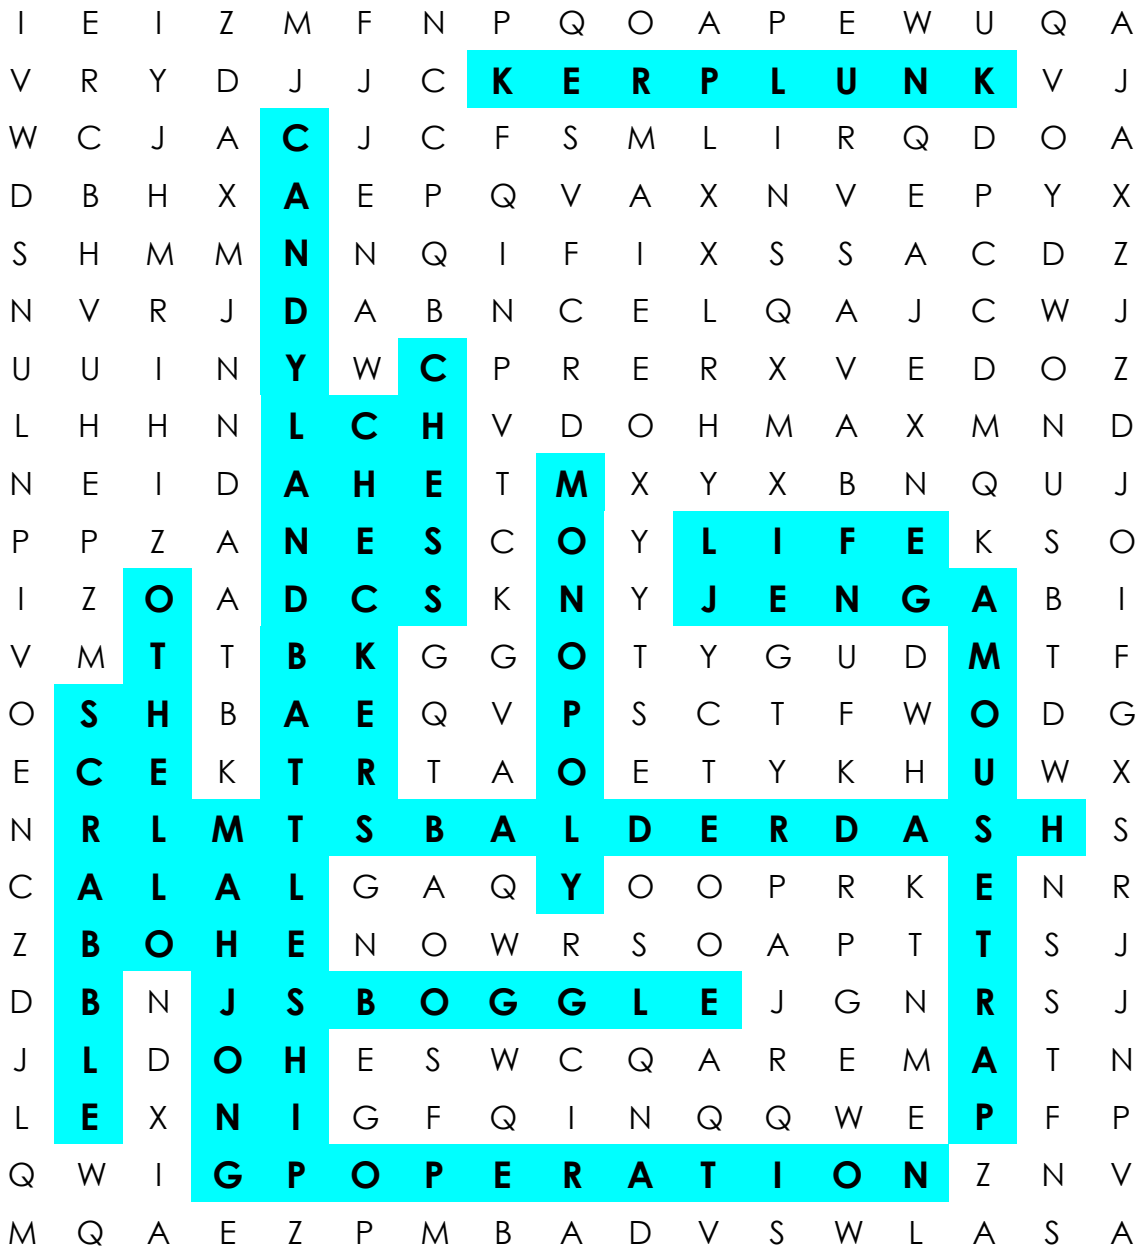 I E I Z M F N P Q O A P E W U Q A
V R Y D J J C K E R P L U N K V J
W C J A C J C F S M L I R Q D O A
D B H X A E P Q V A X N V E P Y X
S H M M N N Q I F I X S S A C D Z
N V R J D A B N C E L Q A J C W J
U U I N Y W C P R E R X V E D O Z
L H H N L C H V D O H M A X M N D
N E I D A H E T M X Y X B N Q U J
P P Z A N E S C O Y L I F E K S O
I Z O A D C S K N Y J E N G A B I
V M T T B K G G O T Y G U D M T F
O S H B A E Q V P S C T F W O D G
E C E K T R T A O E T Y K H U W X
N R L M T S B A L D E R D A S H S
C A L A L G A Q Y O O P R K E N R
Z B O H E N O W R S O A P T T S J
D B N J S B O G G L E J G N R S J
J L D O H E S W C Q A R E M A T N
L E X N I G F Q I N Q Q W E P F P
Q W I G P O P E R A T I O N Z N V
M Q A E Z P M B A D V S W L A S A